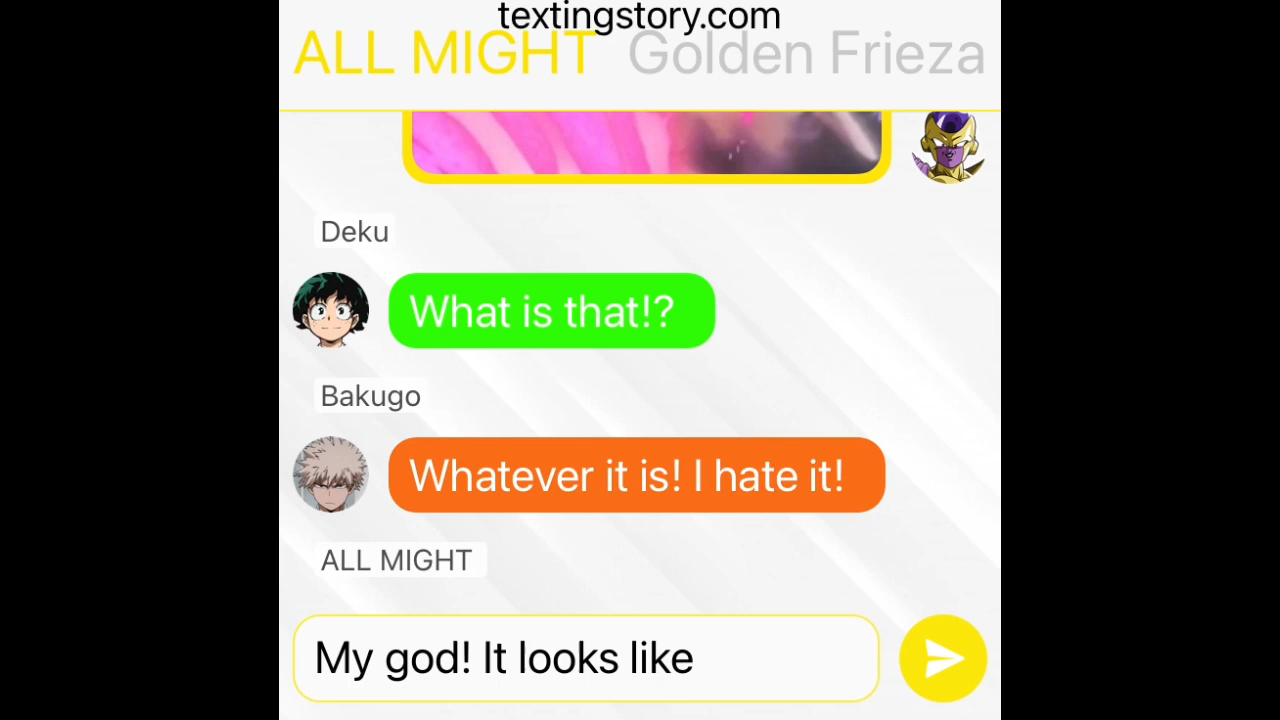 textingstory.com
ALL MIGHT Golden Frieza
Deku
What is that!?
Bakugo
Whatever it is! I hate it!
ALL MIGHT
My god! It looks like